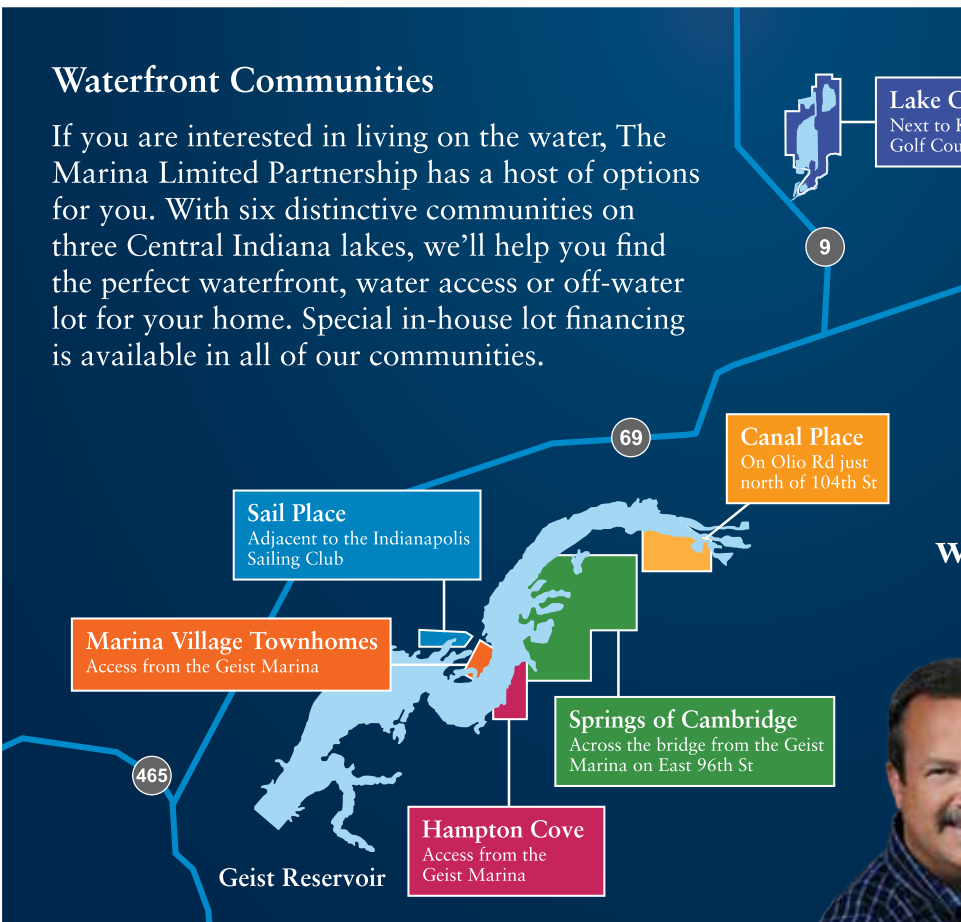 Waterfront Communities
If you are interested in living on the water, The
Marina Limited Partnership has a host of options
for you. With six distinctive communities on
three Central Indiana lakes, we’ll help you find
the perfect waterfront, water access or off-water
lot for your home. Special in-house lot financing
is available in all of our communities.
Lake
Next to
Golf
9
69
Canal Place
On Olio Rd just
north of 104th St
Sail Place
Adjacent to the Indianapolis
Sailing Club
Marina Village Townhomes
Access from the Geist Marina
Springs of Cambridge
Across the bridge from the Geist
Marina on East 96th St
465
Hampton Cove
Access from the
Geist Marina
Geist Reservoir